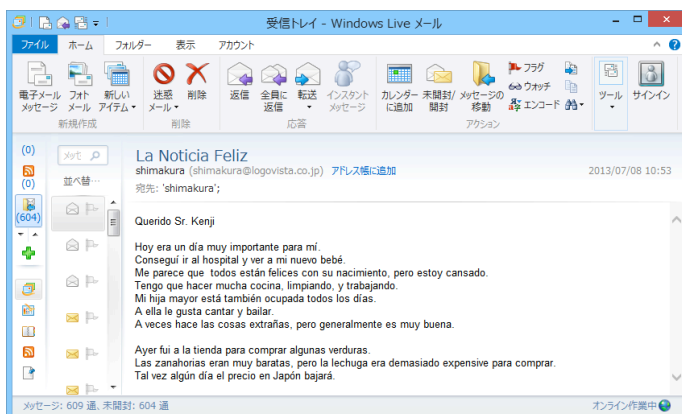 受信トレイ - Windows Live メール
ファイル ホーム フォルダー 表示 アカウント
電子メール メッセージ
フォト メール
新しい アイテム
迷惑 メール
削除
返信
全員に 返信
転送
インスタント メッセージ
カレンダー に追加
未開封/ 開封
メッセージの 移動
フラグ
ウオッチ
エンコード
ツール
サインイン
新規作成 削除 応答 アクション
(0)
(0)
(604)
並べ替…
La Noticia Feliz
shimakura (shimakura@logovista.co.jp) アドレス帳に追加 2013/07/08 10:53
宛先: 'shimakura';
Querido Sr. Kenji
Hoy era un día muy importante para mí.
Conseguí ir al hospital y ver a mi nuevo bebé.
Me parece que todos están felices con su nacimiento, pero estoy cansado.
Tengo que hacer mucha cocina, limpiando, y trabajando.
Mi hija mayor está también ocupada todos los días.
A ella le gusta cantar y bailar.
A veces hace las cosas extrañas, pero generalmente es muy buena.
Ayer fui a la tienda para comprar algunas verduras.
Las zanahorias eran muy baratas, pero la lechuga era demasiado expensive para comprar.
Tal vez algún día el precio en Japón bajará.
メッセージ: 609 通, 未開封: 604 通
オンライン作業中